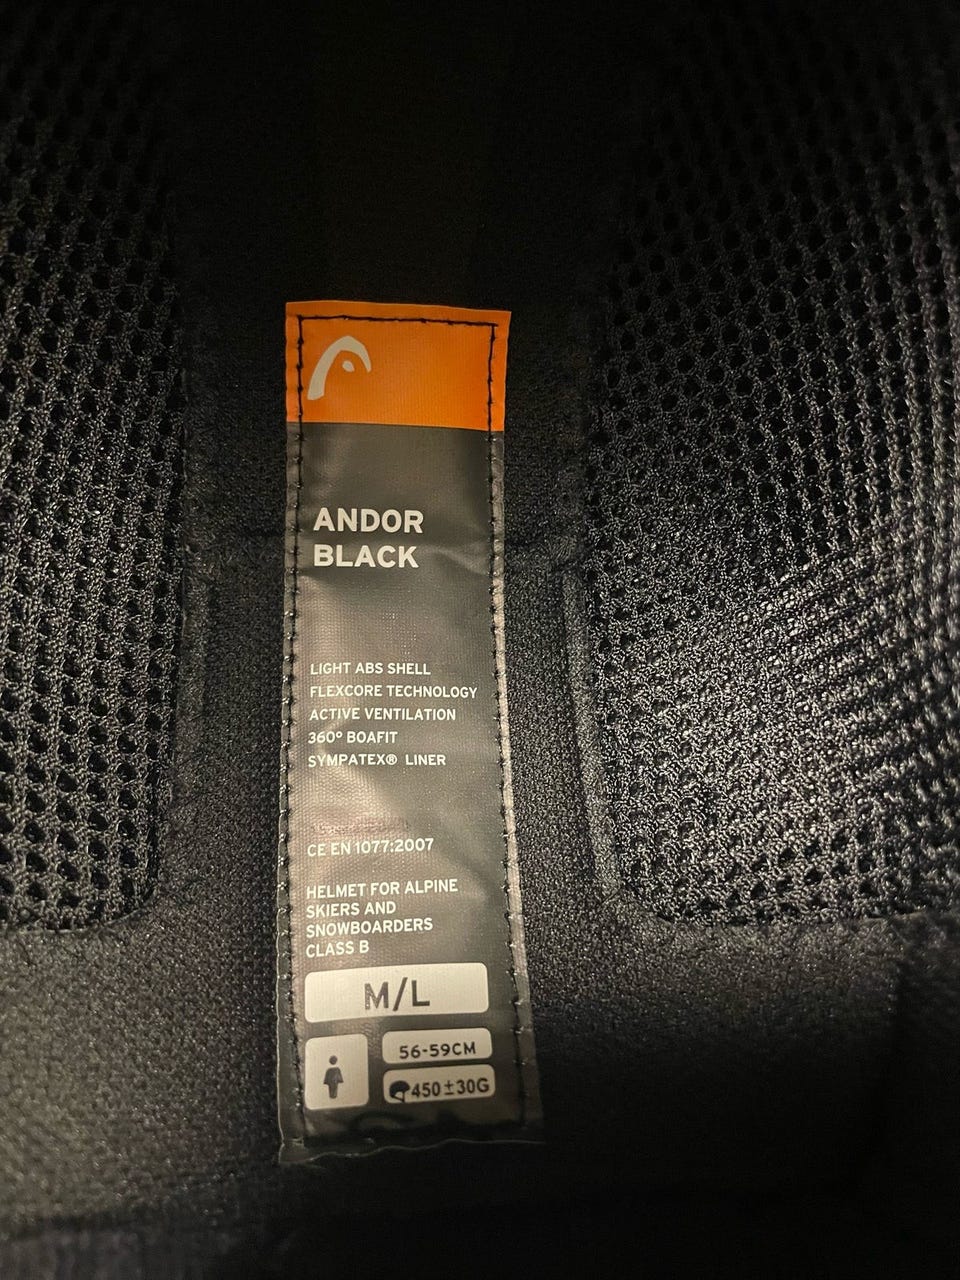 ANDOR
BLACK
LIGHT ABS SHELL
FLEXCORE TECHNOLOGY
ACTIVE VENTILATION
360° BOAFIT
SYMPATEX® LINER
CE EN 1077:2007
HELMET FOR ALPINE
SKIERS AND
SNOWBOARDERS
CLASS B
M/L
56-59CM
450±30G